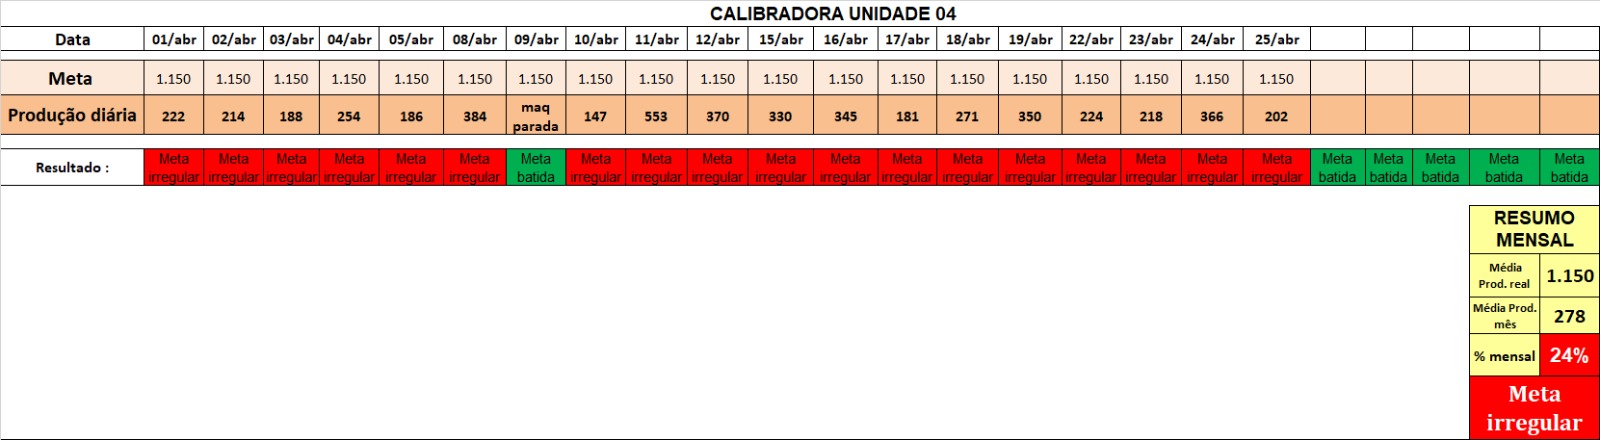 CALIBRADORA UNIDADE 04
Data 01/abr 02/abr 03/abr 04/abr 05/abr 08/abr 09/abr 10/abr 11/abr 12/abr 15/abr 16/abr 17/abr 18/abr 19/abr 22/abr 23/abr 24/abr 25/abr
Meta 1.150 1.150 1.150 1.150 1.150 1.150 1.150 1.150 1.150 1.150 1.150 1.150 1.150 1.150 1.150 1.150 1.150 1.150 1.150
Produção diária 222 214 188 254 186 384 maq parada 147 553 370 330 345 181 271 350 224 218 366 202
Resultado : Meta irregular Meta irregular Meta irregular Meta irregular Meta irregular Meta irregular Meta batida Meta irregular Meta irregular Meta irregular Meta irregular Meta irregular Meta irregular Meta irregular Meta irregular Meta irregular Meta irregular Meta irregular Meta irregular Meta batida Meta batida Meta batida Meta batida Meta batida
RESUMO
MENSAL
Média Prod. real 1.150
Média Prod. mês 278
% mensal 24%
Meta
irregular